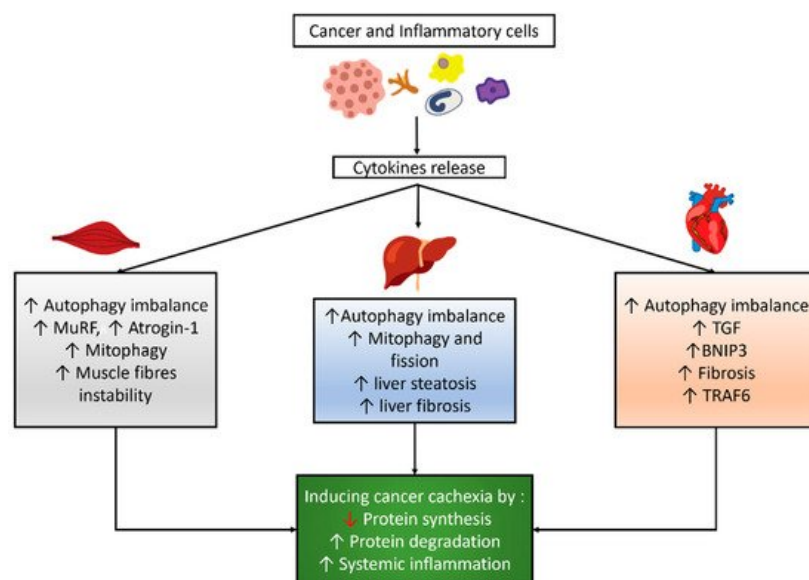 Cancer and Inflammatory cells
Cytokines release
↑ Autophagy imbalance
↑ MuRF, ↑ Atrogin-1
↑ Mitophagy
↑ Muscle fibres
instability
↑Autophagy imbalance
↑ Mitophagy and
fission
↑ liver steatosis
↑ liver fibrosis
↑ Autophagy imbalance
↑ TGF
↑BNIP3
↑ Fibrosis
↑ TRAF6
Inducing cancer cachexia by :
↓ Protein synthesis
↑ Protein degradation
↑ Systemic inflammation